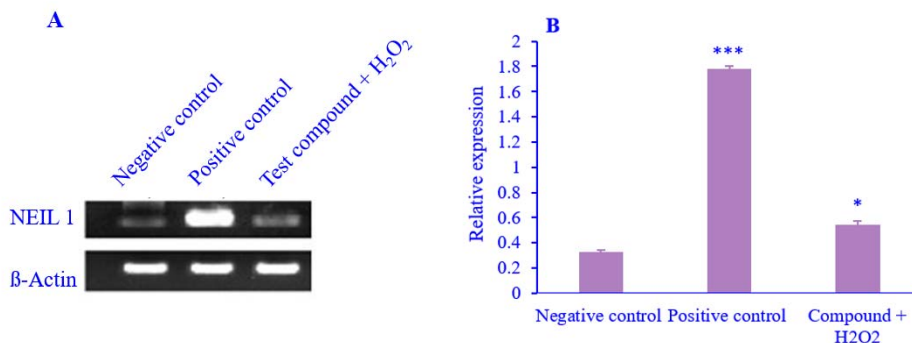 A
Negative control
Positive control
Test compound + H₂O₂
NEIL 1
ß-Actin
B
Relative expression
2
1.8
1.6
1.4
1.2
1
0.8
0.6
0.4
0.2
0
***
*
Negative control
Positive control
Compound +
H2O2